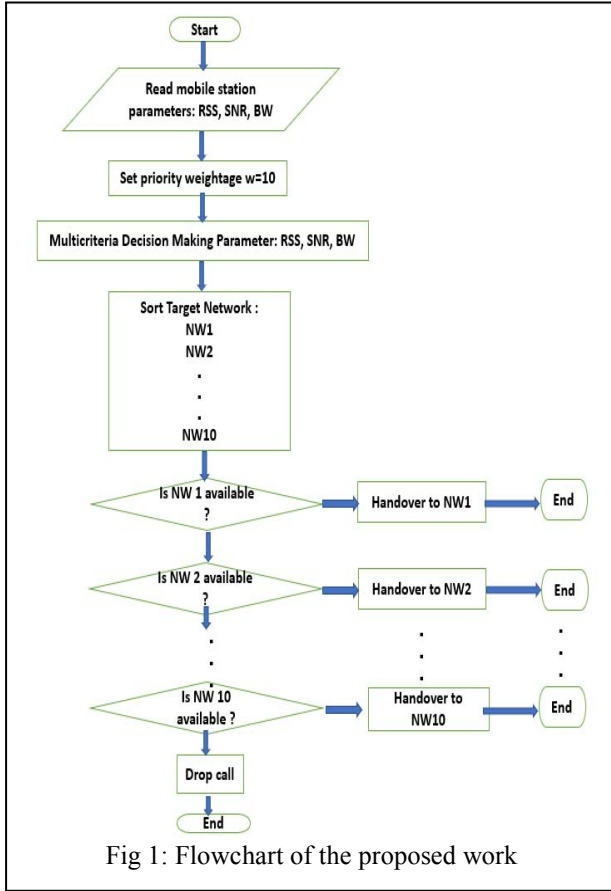 Start
Read mobile station
parameters: RSS, SNR, BW
Set priority weightage w=10
Multicriteria Decision Making Parameter: RSS, SNR, BW
Sort Target Network :
NW1
NW2
.
.
.
NW10
Is NW 1 available
?
Handover to NW1
End
Is NW 2 available
?
Handover to NW2
End
. . .
. . .
. . .
Is NW 10
available ?
Handover to
NW10
End
Drop call
End
Fig 1: Flowchart of the proposed work